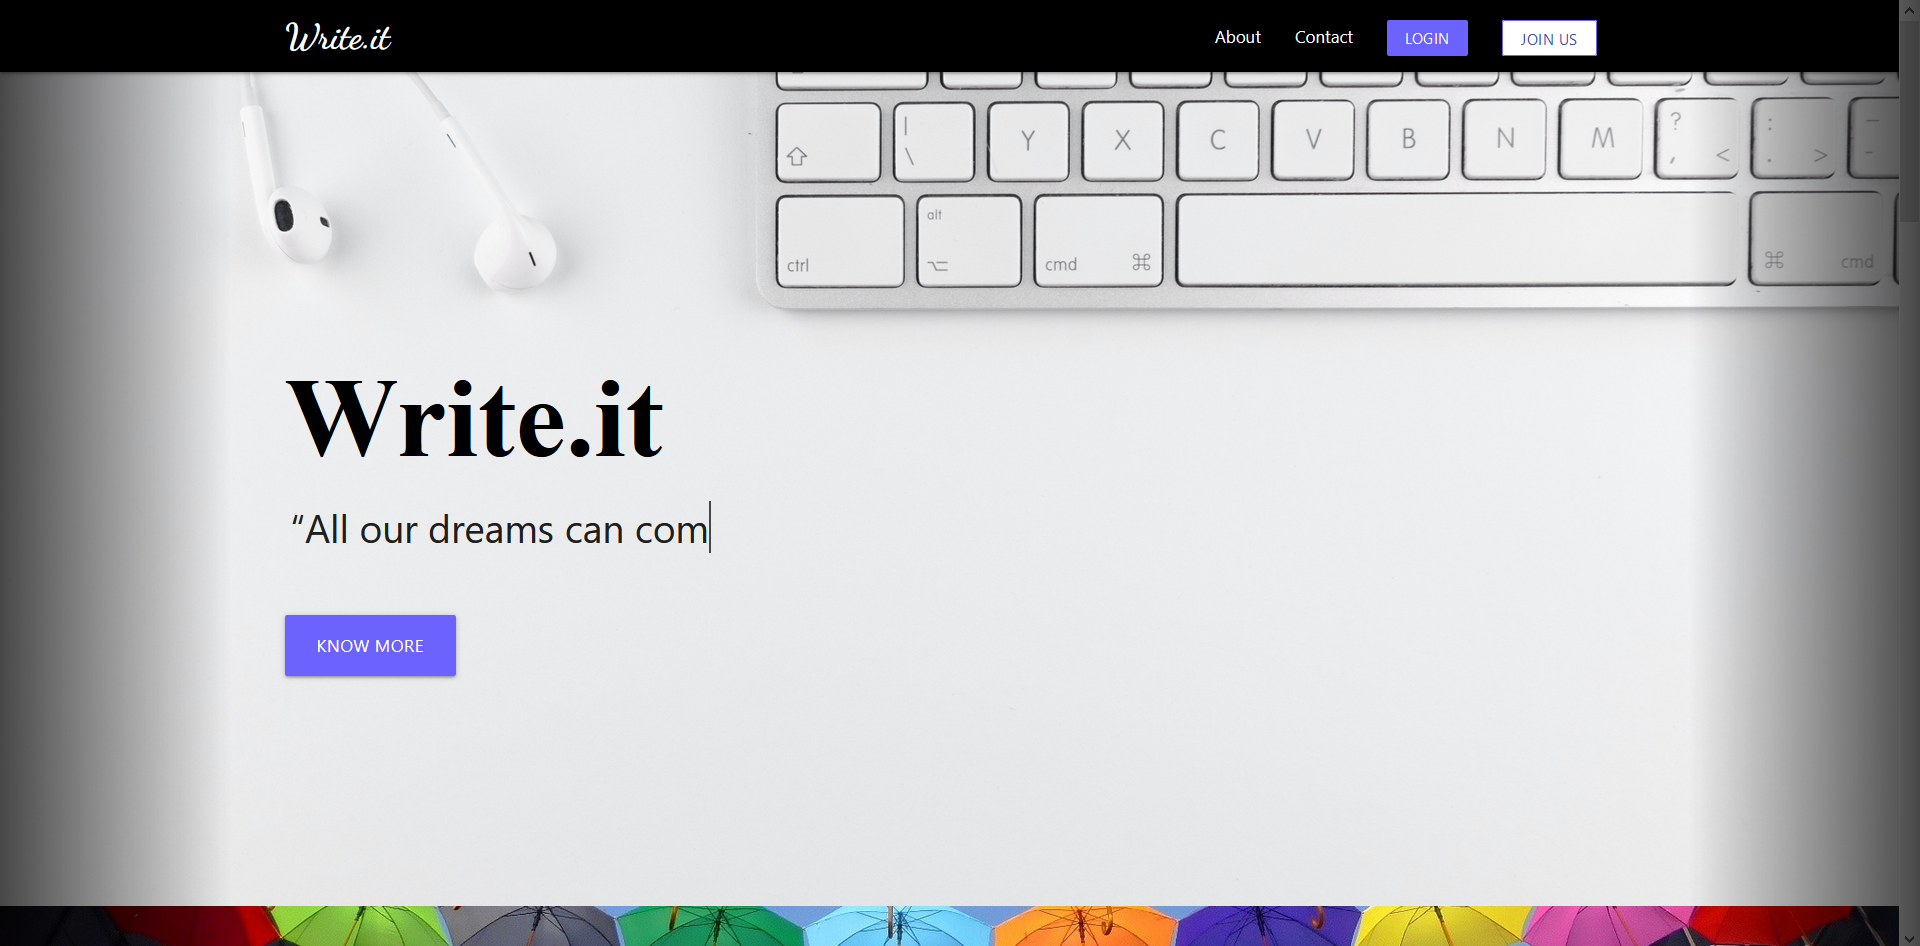 Write.it
About Contact LOGIN JOIN US
| Y X C V B N M ? : _
\ , < . > -
alt
ctrl cmd ⌘ ⌘ cmd
Write.it
“All our dreams can com
KNOW MORE